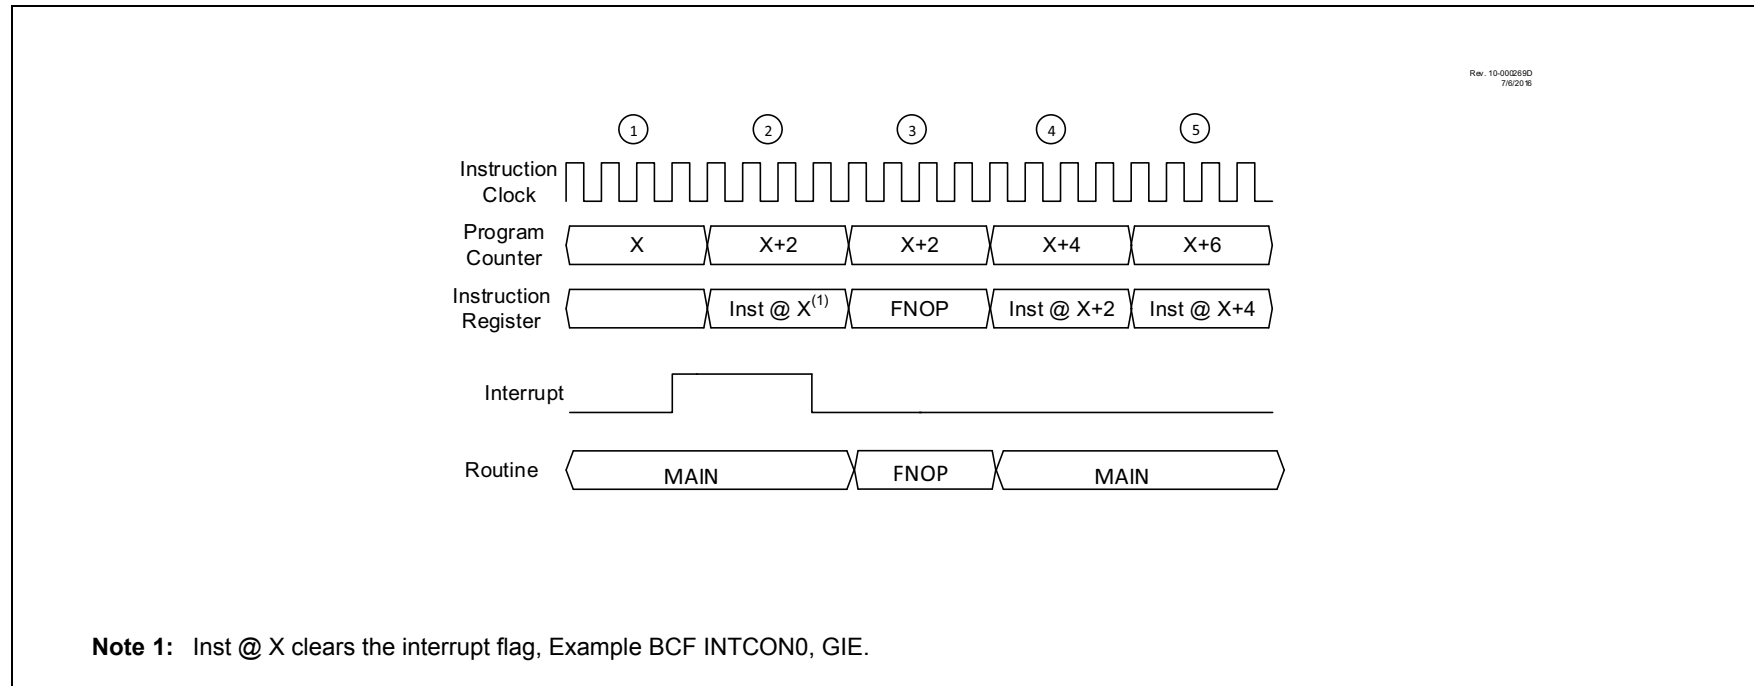 Rev. 10-000269D
7/6/2016
1 2 3 4 5
Instruction
Clock
Program
Counter
X X+2 X+2 X+4 X+6
Instruction
Register
Inst @ X(1) FNOP Inst @ X+2 Inst @ X+4
Interrupt
Routine
MAIN FNOP MAIN
Note 1: Inst @ X clears the interrupt flag, Example BCF INTCON0, GIE.